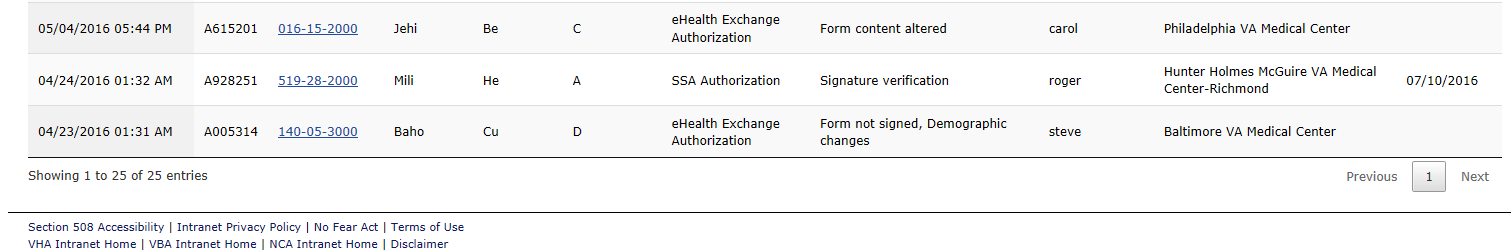 05/04/2016 05:44 PM A615201 016-15-2000 Jehi Be C eHealth Exchange Authorization Form content altered carol Philadelphia VA Medical Center
04/24/2016 01:32 AM A928251 519-28-2000 Mili He A SSA Authorization Signature verification roger Hunter Holmes McGuire VA Medical Center-Richmond 07/10/2016
04/23/2016 01:31 AM A005314 140-05-3000 Baho Cu D eHealth Exchange Authorization Form not signed, Demographic changes steve Baltimore VA Medical Center
Showing 1 to 25 of 25 entries Previous 1 Next
Section 508 Accessibility | Intranet Privacy Policy | No Fear Act | Terms of Use
VHA Intranet Home | VBA Intranet Home | NCA Intranet Home | Disclaimer